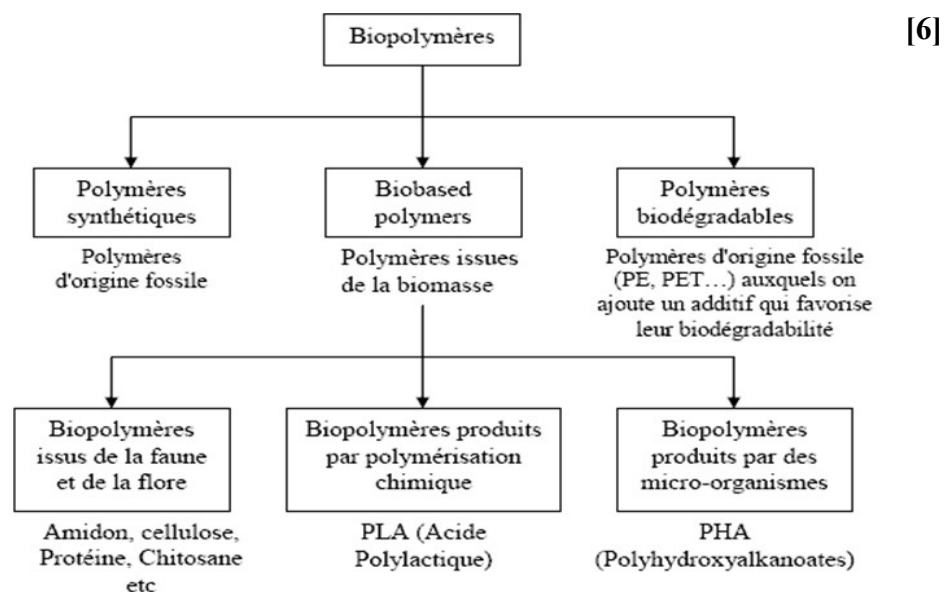 Biopolymères
[6]
Polymères
synthétiques
Polymères
d'origine fossile
Biobased
polymers
Polymères issues
de la biomasse
Polymères
biodégradables
Polymères d'origine fossile
(PE, PET...) auxquels on
ajoute un additif qui favorise
leur biodégradabilité
Biopolymères
issus de la faune
et de la flore
Amidon, cellulose,
Protéine, Chitosane
etc
Biopolymères produits
par polymérisation
chimique
PLA (Acide
Polylactique)
Biopolymères
produits par des
micro-organismes
PHA
(Polyhydroxyalkanoates)